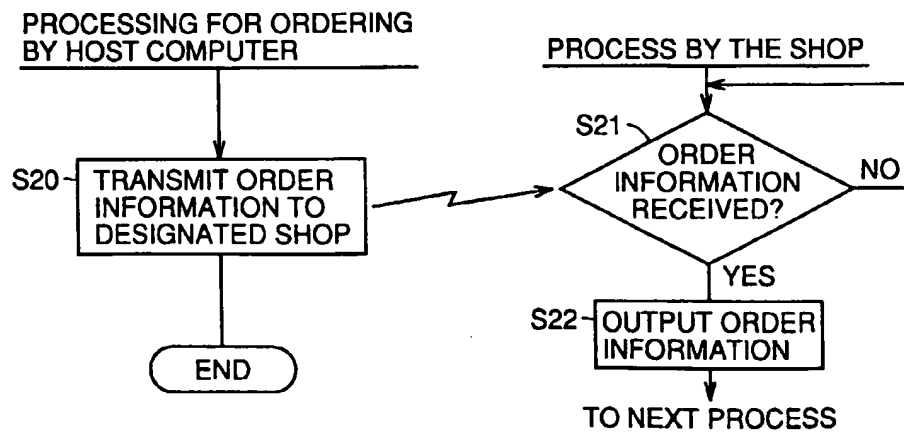 PROCESSING FOR ORDERING
BY HOST COMPUTER
S20
TRANSMIT ORDER
INFORMATION TO
DESIGNATED SHOP
END
PROCESS BY THE SHOP
S21
ORDER
INFORMATION
RECEIVED?
NO
YES
S22
OUTPUT ORDER
INFORMATION
TO NEXT PROCESS